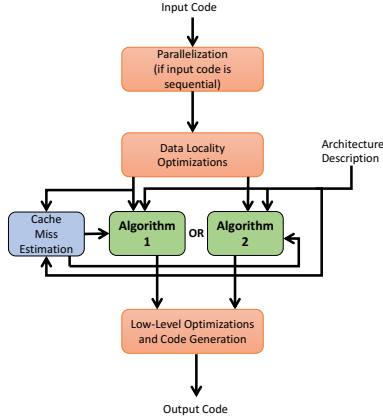 Input Code
Parallelization
(if input code is
sequential)
Data Locality
Optimizations
Architecture
Description
Cache
Miss
Estimation
Algorithm
1
OR
Algorithm
2
Low-Level Optimizations
and Code Generation
Output Code